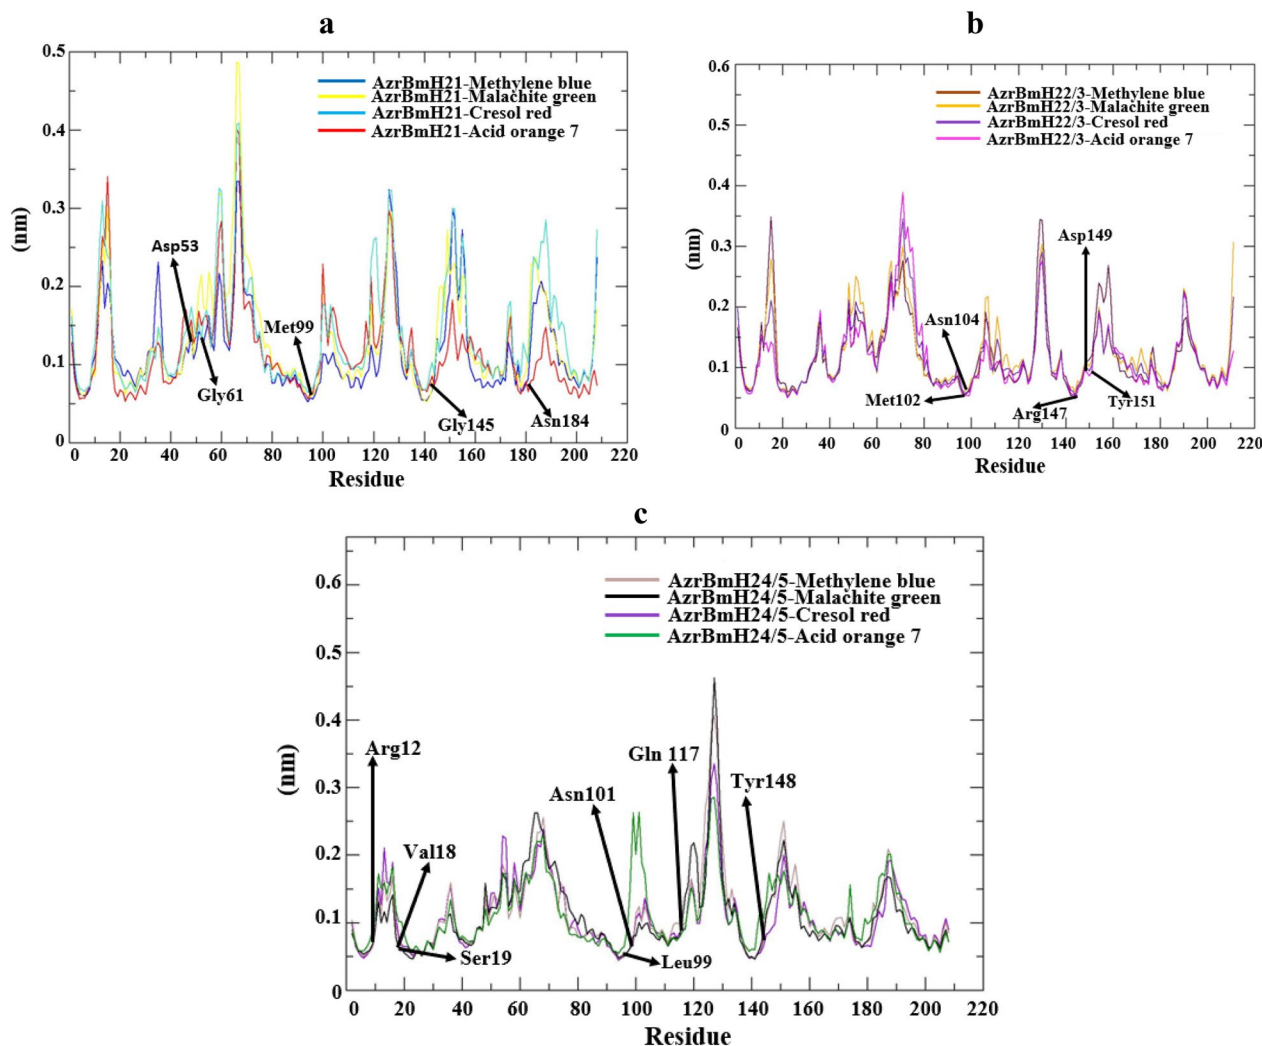 a
0.5
0.4
0.3
0.2
0.1
0
(nm)
AzrBmH21-Methylene blue
AzrBmH21-Malachite green
AzrBmH21-Cresol red
AzrBmH21-Acid orange 7
Asp53
Met99
Gly61
Gly145
Asn184
0 20 40 60 80 100 120 140 160 180 200 220
Residue
b
0.6
0.5
0.4
0.3
0.2
0.1
0
(nm)
AzrBmH22/3-Methylene blue
AzrBmH22/3-Malachite green
AzrBmH22/3-Cresol red
AzrBmH22/3-Acid orange 7
Asp149
Asn104
Met102
Arg147
Tyr151
0 20 40 60 80 100 120 140 160 180 200 220
Residue
c
0.6
0.5
0.4
0.3
0.2
0.1
0
(nm)
AzrBmH24/5-Methylene blue
AzrBmH24/5-Malachite green
AzrBmH24/5-Cresol red
AzrBmH24/5-Acid orange 7
Arg12
Gln 117
Asn101
Tyr148
Val18
Ser19
Leu99
0 20 40 60 80 100 120 140 160 180 200 220
Residue